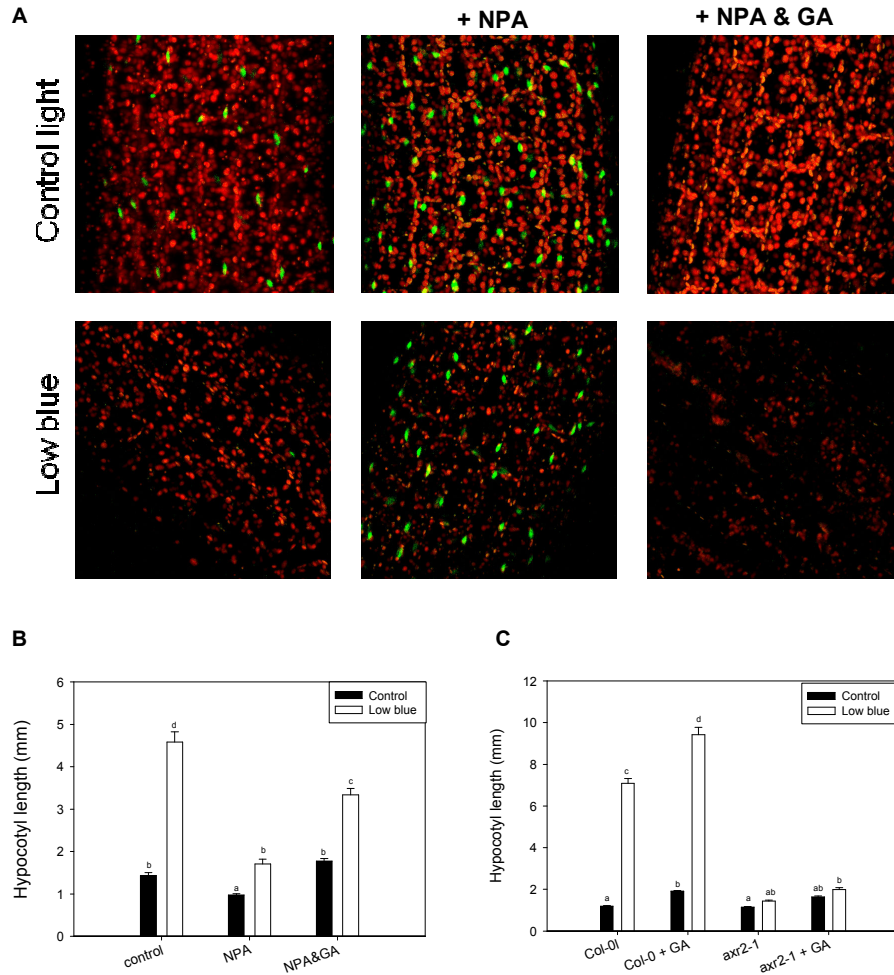 A
+ NPA
+ NPA & GA
Control light
Low blue
B
Hypocotyl length (mm)
6
5
4
3
2
1
0
Control
Low blue
b
d
a
b
b
c
control
NPA
NPA&GA
C
Hypocotyl length (mm)
12
10
8
6
4
2
0
Control
Low blue
a
c
b
d
a
ab
ab
b
Col-0l
Col-0 + GA
axr2-1
axr2-1 + GA